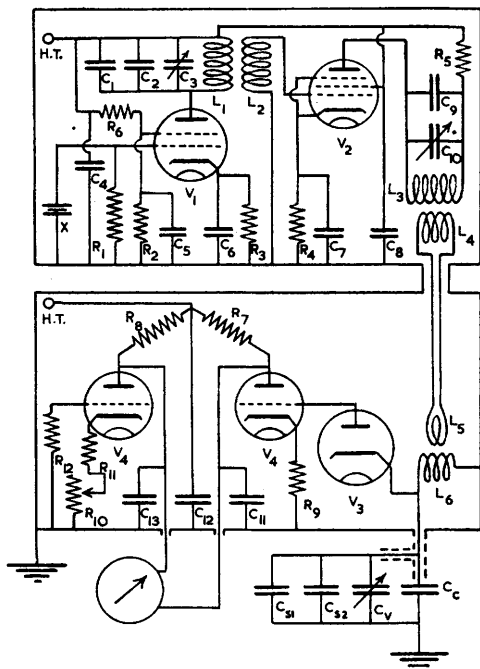 H.T.
C1 C2 C3
L1 L2
R5
C9
R6
V2
C10
C4
V1
L3
X
R1 R2 C5 C6 R3 R4 C7 C8
L4
H.T.
R8 R7
V4 V4
L5
R12 R11
V3
L6
R10
C13 C12 C11
R9
CS1 CS2 CV CC